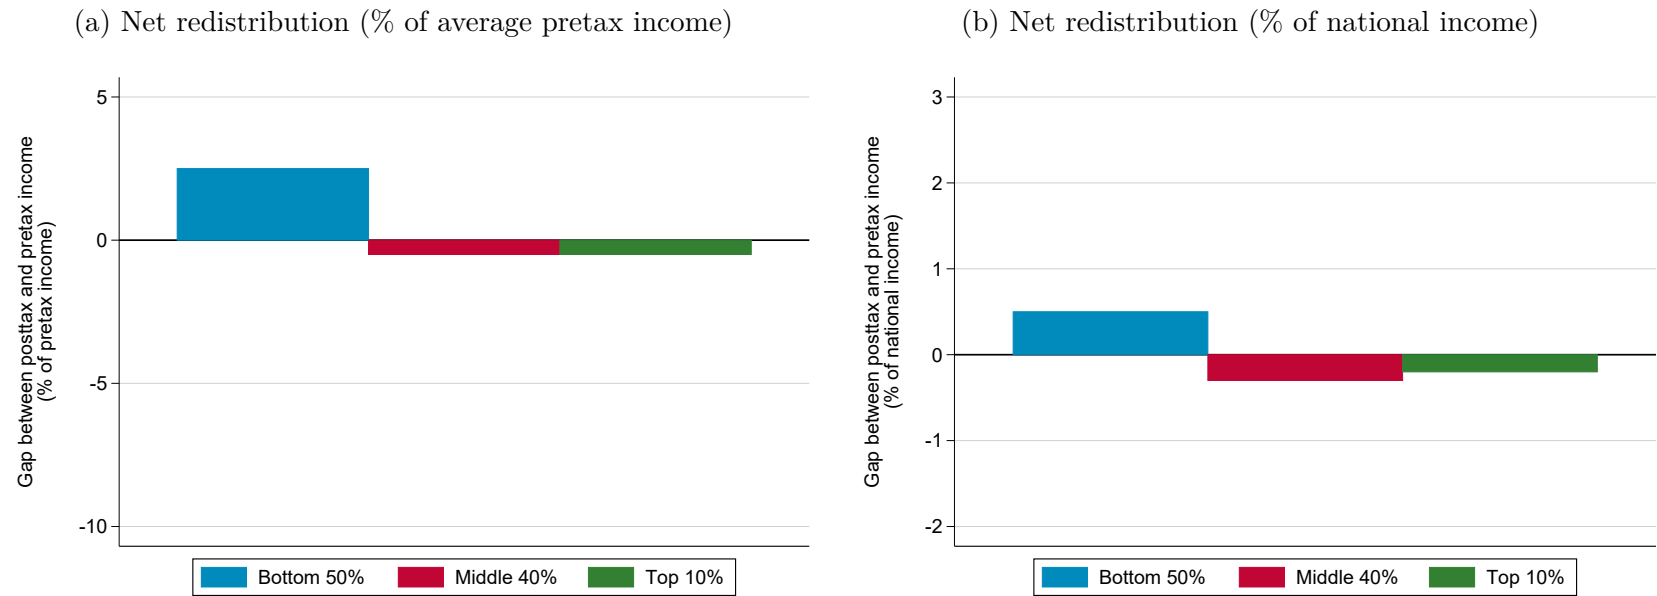 (a) Net redistribution (% of average pretax income)
Gap between posttax and pretax income
(% of pretax income)
5
0
-5
-10
Bottom 50%
Middle 40%
Top 10%
(b) Net redistribution (% of national income)
Gap between posttax and pretax income
(% of national income)
3
2
1
0
-1
-2
Bottom 50%
Middle 40%
Top 10%